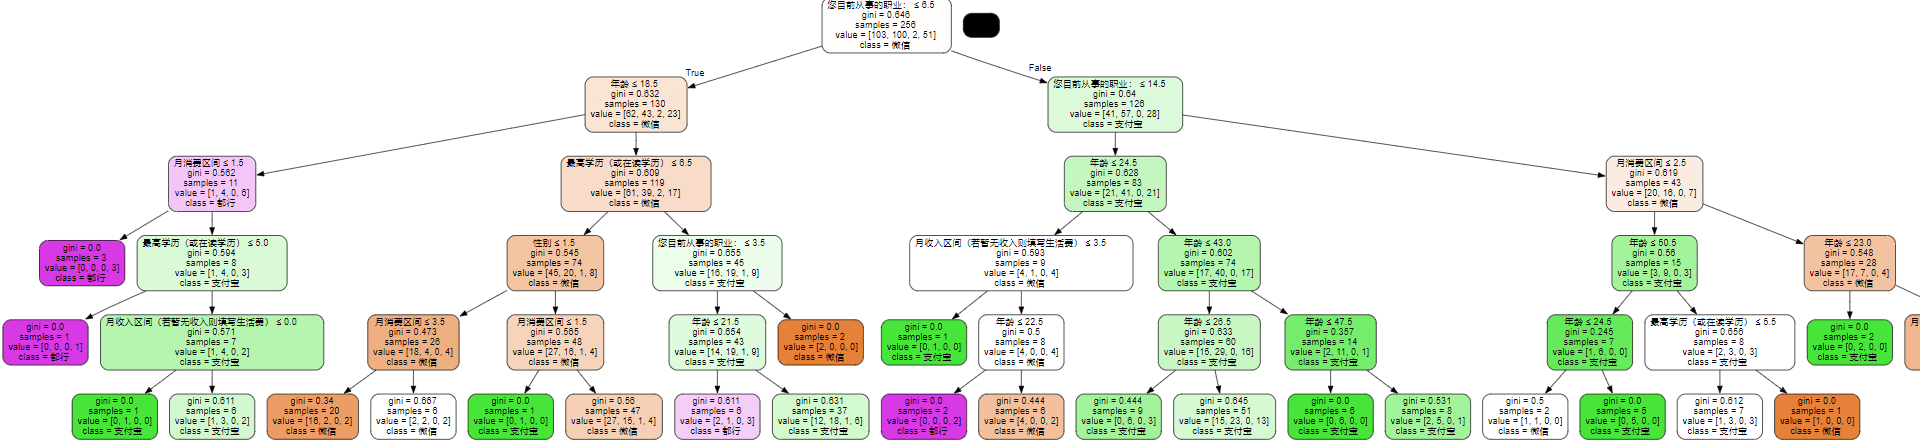 您目前从事的职业： ≤ 6.5
gini = 0.646
samples = 256
value = [103, 100, 2, 51]
class = 微信
True
False
年龄 ≤ 18.5
gini = 0.632
samples = 130
value = [62, 43, 2, 23]
class = 微信
您目前从事的职业： ≤ 14.5
gini = 0.64
samples = 126
value = [41, 57, 0, 28]
class = 支付宝
月消费区间 ≤ 1.5
gini = 0.562
samples = 11
value = [1, 4, 0, 6]
class = 都行
最高学历（或在读学历） ≤ 6.5
gini = 0.609
samples = 119
value = [61, 39, 2, 17]
class = 微信
年龄 ≤ 24.5
gini = 0.628
samples = 83
value = [21, 41, 0, 21]
class = 支付宝
月消费区间 ≤ 2.5
gini = 0.619
samples = 43
value = [20, 16, 0, 7]
class = 微信
gini = 0.0
samples = 3
value = [0, 0, 0, 3]
class = 都行
最高学历（或在读学历） ≤ 5.0
gini = 0.594
samples = 8
value = [1, 4, 0, 3]
class = 支付宝
性别 ≤ 1.5
gini = 0.545
samples = 74
value = [45, 20, 1, 8]
class = 微信
您目前从事的职业： ≤ 3.5
gini = 0.655
samples = 45
value = [16, 19, 1, 9]
class = 支付宝
月收入区间（若暂无收入则填写生活费） ≤ 3.5
gini = 0.593
samples = 9
value = [4, 1, 0, 4]
class = 微信
年龄 ≤ 43.0
gini = 0.602
samples = 74
value = [17, 40, 0, 17]
class = 支付宝
年龄 ≤ 50.5
gini = 0.56
samples = 15
value = [3, 9, 0, 3]
class = 支付宝
年龄 ≤ 23.0
gini = 0.548
samples = 28
value = [17, 7, 0, 4]
class = 微信
gini = 0.0
samples = 1
value = [0, 0, 0, 1]
class = 都行
月收入区间（若暂无收入则填写生活费） ≤ 0.0
gini = 0.571
samples = 7
value = [1, 4, 0, 2]
class = 支付宝
月消费区间 ≤ 3.5
gini = 0.473
samples = 26
value = [18, 4, 0, 4]
class = 微信
月消费区间 ≤ 1.5
gini = 0.565
samples = 48
value = [27, 16, 1, 4]
class = 微信
年龄 ≤ 21.5
gini = 0.654
samples = 43
value = [14, 19, 1, 9]
class = 支付宝
gini = 0.0
samples = 2
value = [2, 0, 0, 0]
class = 微信
gini = 0.0
samples = 1
value = [0, 1, 0, 0]
class = 支付宝
年龄 ≤ 22.5
gini = 0.5
samples = 8
value = [4, 0, 0, 4]
class = 微信
年龄 ≤ 26.5
gini = 0.633
samples = 60
value = [15, 29, 0, 16]
class = 支付宝
年龄 ≤ 47.5
gini = 0.357
samples = 14
value = [2, 11, 0, 1]
class = 支付宝
年龄 ≤ 24.5
gini = 0.245
samples = 7
value = [1, 6, 0, 0]
class = 支付宝
最高学历（或在读学历） ≤ 5.5
gini = 0.656
samples = 8
value = [2, 3, 0, 3]
class = 支付宝
gini = 0.0
samples = 2
value = [0, 2, 0, 0]
class = 支付宝
月
gini = 0.0
samples = 1
value = [0, 1, 0, 0]
class = 支付宝
gini = 0.611
samples = 6
value = [1, 3, 0, 2]
class = 支付宝
gini = 0.34
samples = 20
value = [16, 2, 0, 2]
class = 微信
gini = 0.667
samples = 6
value = [2, 2, 0, 2]
class = 微信
gini = 0.0
samples = 1
value = [0, 1, 0, 0]
class = 支付宝
gini = 0.56
samples = 47
value = [27, 15, 1, 4]
class = 微信
gini = 0.611
samples = 6
value = [2, 1, 0, 3]
class = 都行
gini = 0.631
samples = 37
value = [12, 18, 1, 6]
class = 支付宝
gini = 0.0
samples = 2
value = [0, 0, 0, 2]
class = 都行
gini = 0.444
samples = 6
value = [4, 0, 0, 2]
class = 微信
gini = 0.444
samples = 9
value = [0, 6, 0, 3]
class = 支付宝
gini = 0.645
samples = 51
value = [15, 23, 0, 13]
class = 支付宝
gini = 0.0
samples = 6
value = [0, 6, 0, 0]
class = 支付宝
gini = 0.531
samples = 8
value = [2, 5, 0, 1]
class = 支付宝
gini = 0.5
samples = 2
value = [1, 1, 0, 0]
class = 微信
gini = 0.0
samples = 5
value = [0, 5, 0, 0]
class = 支付宝
gini = 0.612
samples = 7
value = [1, 3, 0, 3]
class = 支付宝
gini = 0.0
samples = 1
value = [1, 0, 0, 0]
class = 微信